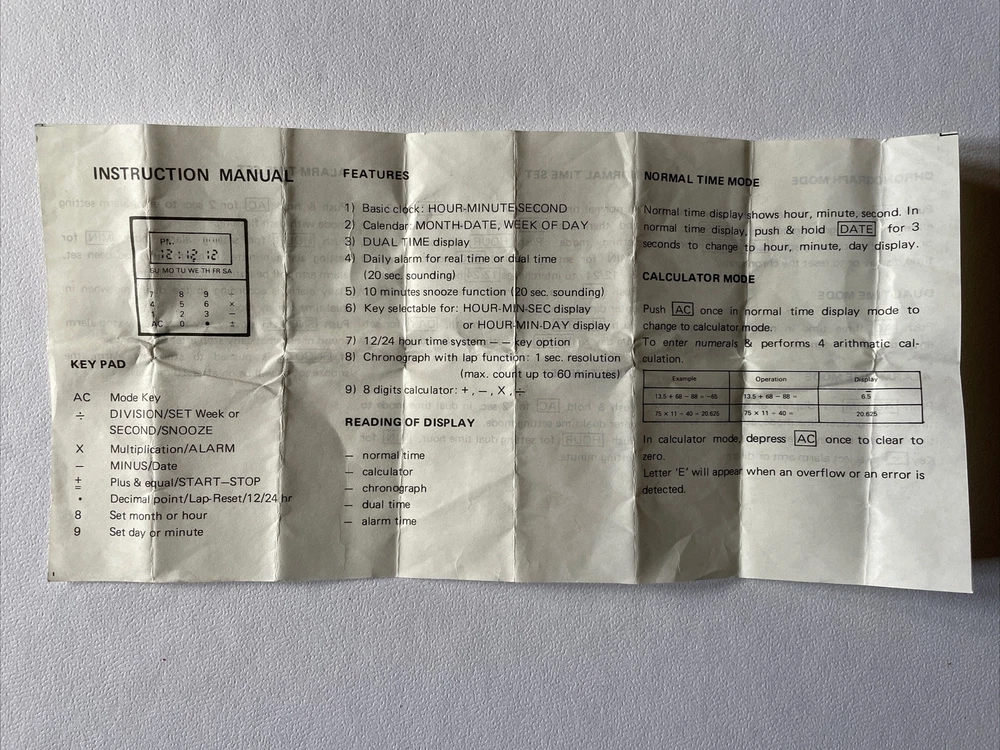 INSTRUCTION MANUAL
SU MO TU WE TH FR SA
7 8 9 ÷
4 5 6 ×
1 2 3 −
AC 0 • ±
KEY PAD
AC Mode Key
÷ DIVISION/SET Week or
SECOND/SNOOZE
X Multiplication/ALARM
— MINUS/Date
± Plus & equal/START—STOP
• Decimal point/Lap-Reset/12/24 hr
8 Set month or hour
9 Set day or minute
FEATURES
1) Basic clock: HOUR-MINUTE-SECOND
2) Calendar: MONTH-DATE, WEEK OF DAY
3) DUAL TIME display
4) Daily alarm for real time or dual time
(20 sec. sounding)
5) 10 minutes snooze function (20 sec. sounding)
6) Key selectable for: HOUR-MIN-SEC display
or HOUR-MIN-DAY display
7) 12/24 hour time system — — key option
8) Chronograph with lap function: 1 sec. resolution
(max. count up to 60 minutes)
9) 8 digits calculator: + , — , X , ÷
READING OF DISPLAY
— normal time
— calculator
— chronograph
— dual time
— alarm time
NORMAL TIME MODE
Normal time display shows hour, minute, second. In
normal time display, push & hold DATE for 3
seconds to change to hour, minute, day display.
CALCULATOR MODE
Push AC once in normal time display mode to
change to calculator mode.
To enter numerals & performs 4 arithmatic cal-
culation.
Example Operation Display
13.5 + 68 − 88 = −65 13.5 + 68 − 88 = 6.5
75 × 11 ÷ 40 = 20.625 75 × 11 ÷ 40 = 20.625
In calculator mode, depress AC once to clear to
zero.
Letter 'E' will appear when an overflow or an error is
detected.